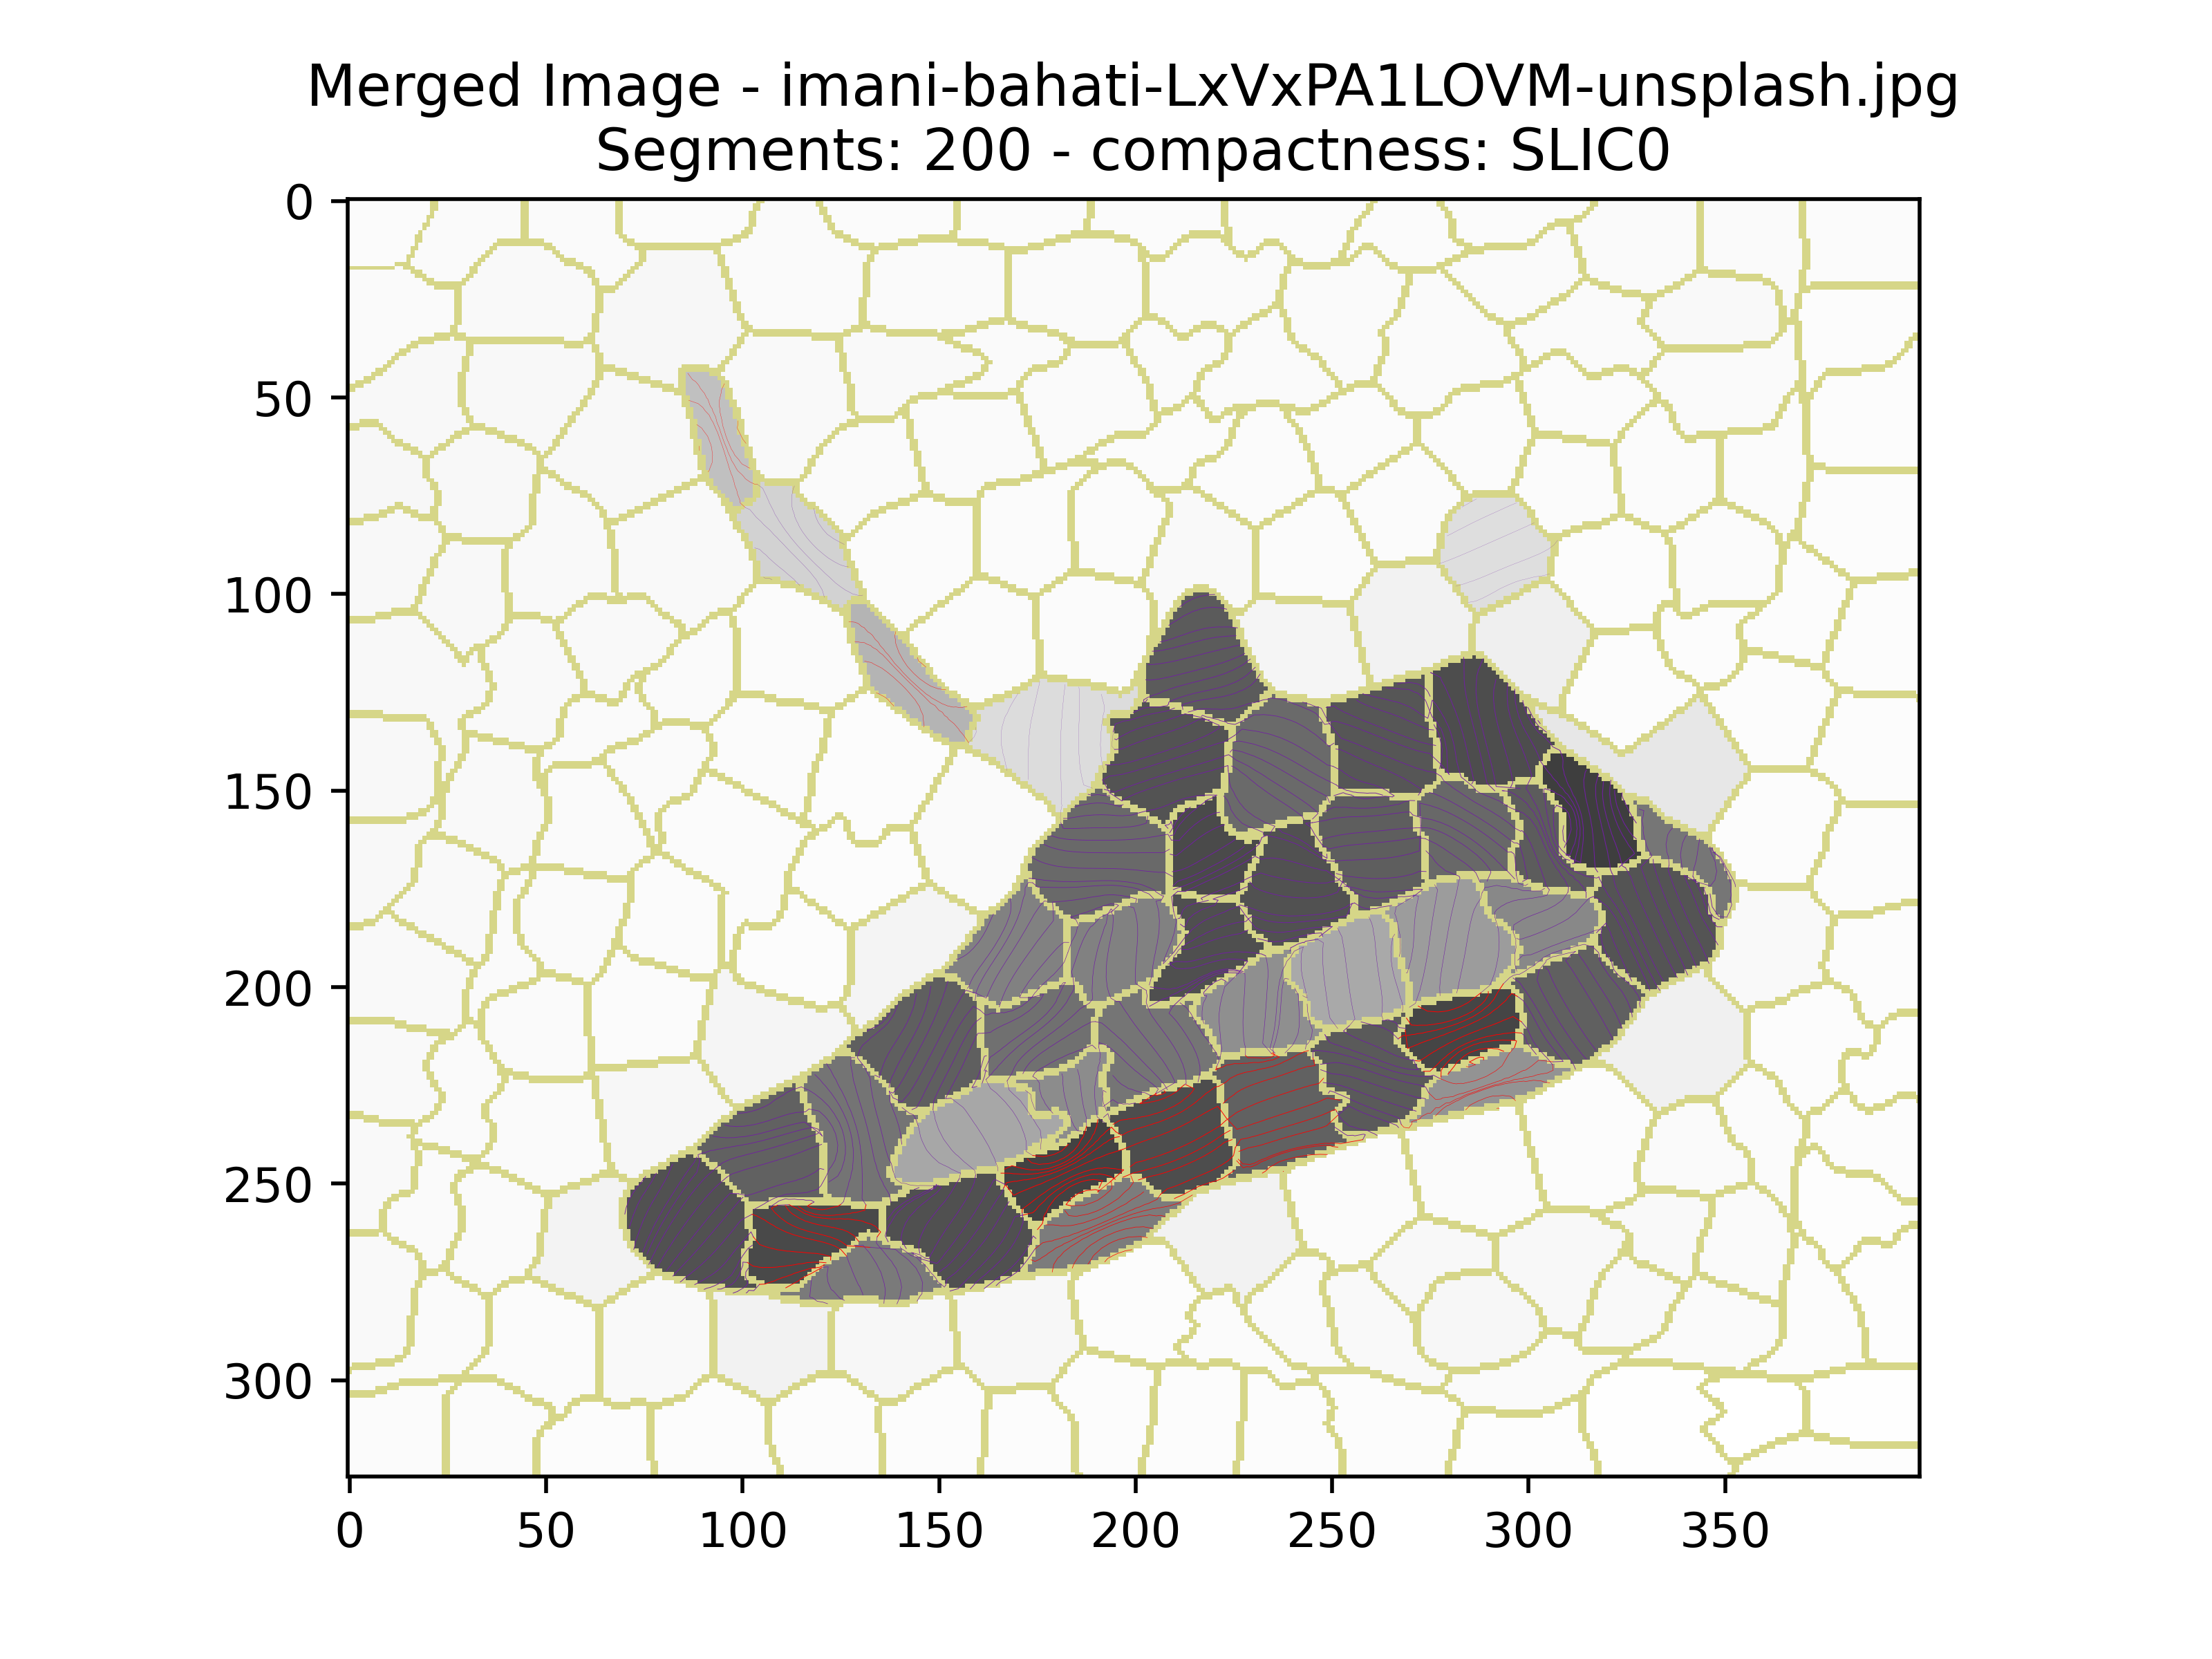 Merged Image - imani-bahati-LxVxPA1LOVM-unsplash.jpg
Segments: 200 - compactness: SLIC0
0
50
100
150
200
250
300
0 50 100 150 200 250 300 350